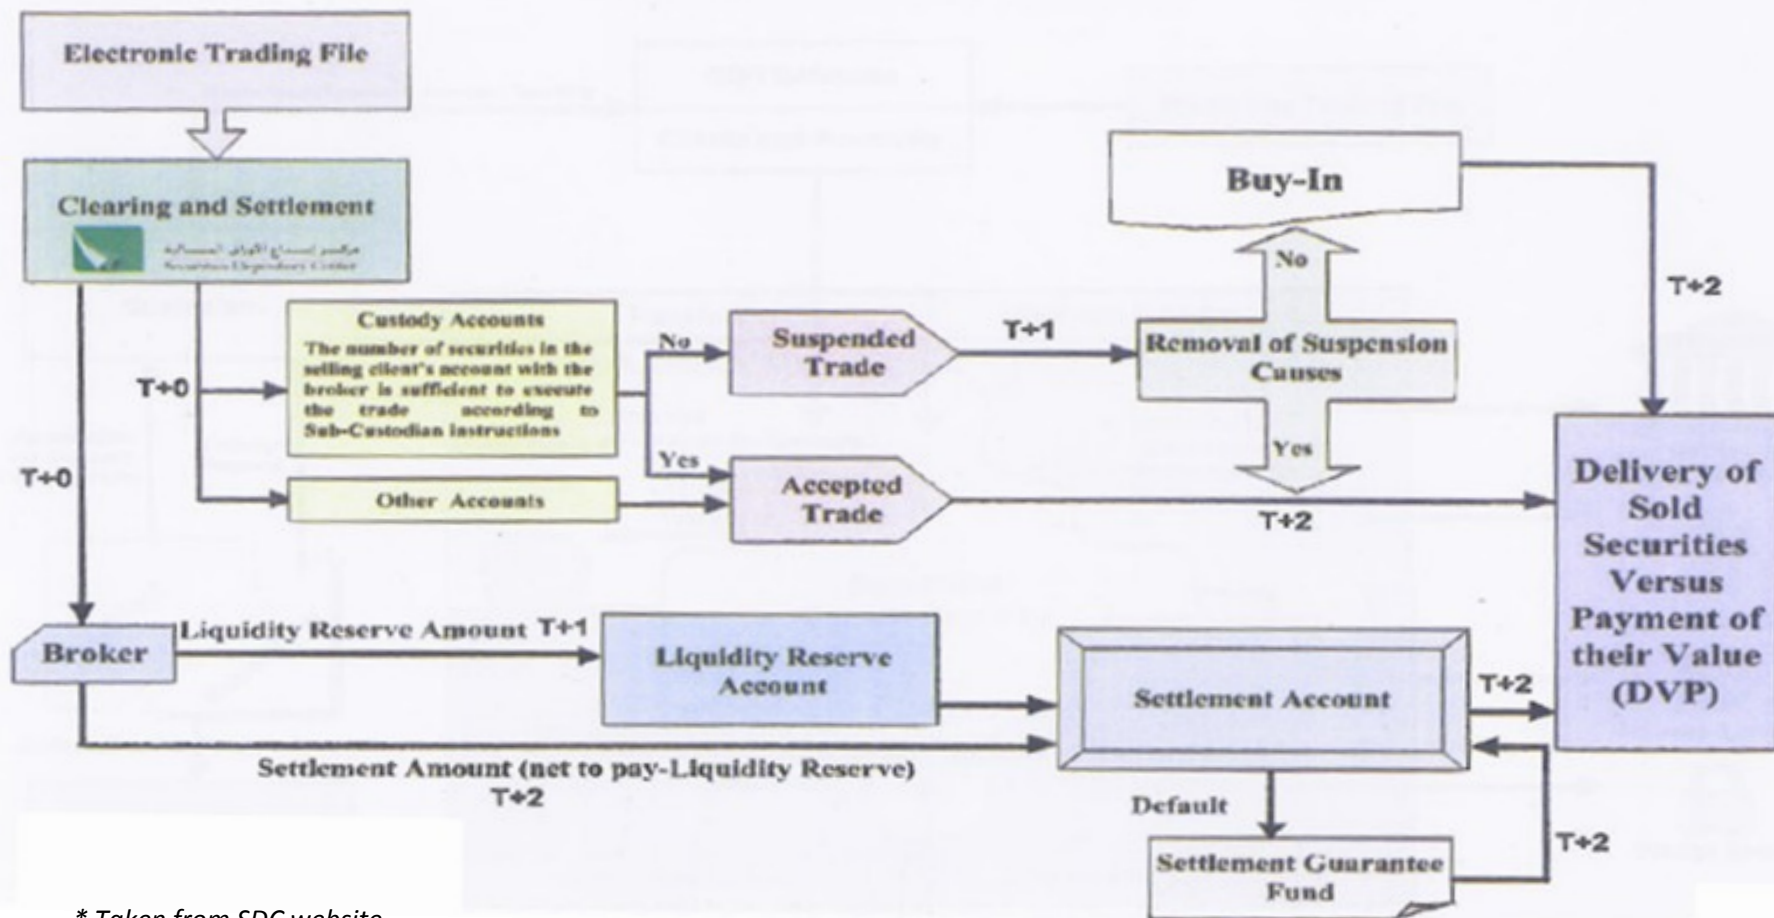 Electronic Trading File
Clearing and Settlement
Securities Depository Center
T+0
T+0
Custody Accounts
The number of securities in the
selling client's account with the
broker is sufficient to execute
the trade according to
Sub-Custodian instructions
Other Accounts
No
Yes
Suspended
Trade
Accepted
Trade
T+1
Buy-In
No
Removal of Suspension
Causes
Yes
T+2
T+2
Delivery of
Sold
Securities
Versus
Payment of
their Value
(DVP)
Broker
Liquidity Reserve Amount T+1
Liquidity Reserve
Account
Settlement Account
T+2
Settlement Amount (net to pay-Liquidity Reserve)
T+2
Default
Settlement Guarantee
Fund
T+2
* Taken from SDC website